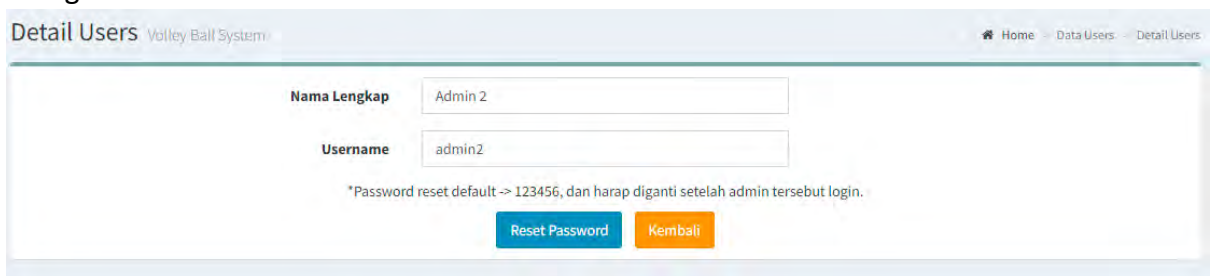 Detail Users Volley Ball System
Home Data Users Detail Users
Nama Lengkap Admin 2
Username admin2
*Password reset default -> 123456, dan harap diganti setelah admin tersebut login.
Reset Password Kembali